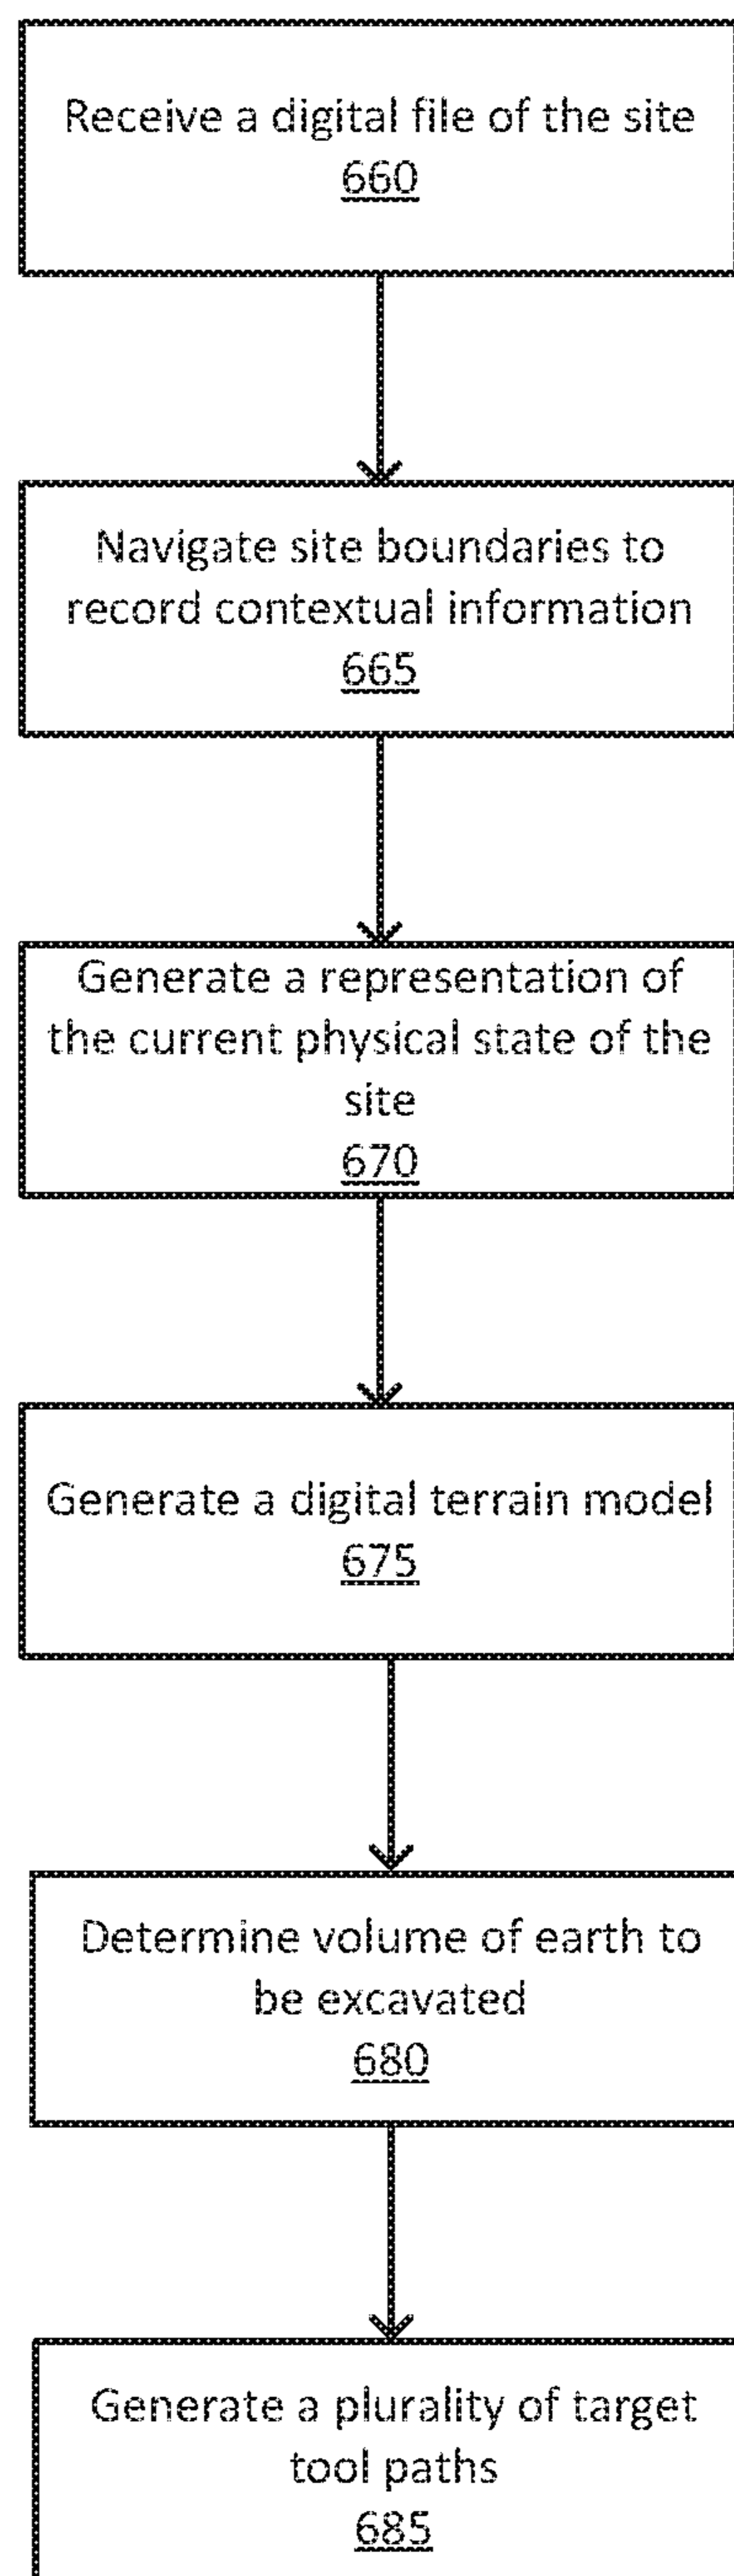 Receive a digital file of the site
660
Navigate site boundaries to
record contextual information
665
Generate a representation of
the current physical state of the
site
670
Generate a digital terrain model
675
Determine volume of earth to
be excavated
680
Generate a plurality of target
tool paths
685